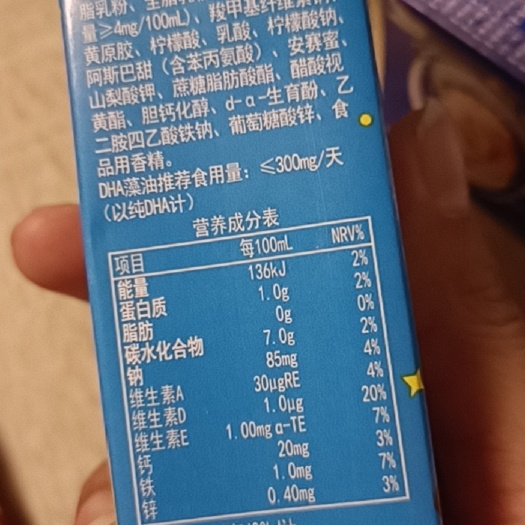 量≥4mg/100mL)、羧甲基纤维素
黄原胶、柠檬酸、乳酸、柠檬酸钠、
阿斯巴甜（含苯丙氨酸）、安赛蜜、
山梨酸钾、蔗糖脂肪酸酯、醋酸视
黄酯、胆钙化醇、d-α-生育酚、乙
二胺四乙酸铁钠、葡萄糖酸锌、食
品用香精。
DHA藻油推荐食用量：≤300mg/天
（以纯DHA计）
营养成分表
项目 每100mL NRV%
能量 136kJ 2%
蛋白质 1.0g 2%
脂肪 0g 0%
碳水化合物 7.0g 2%
钠 85mg 4%
维生素A 30μgRE 4%
维生素D 1.0μg 20%
维生素E 1.00mg α-TE 7%
钙 20mg 3%
铁 1.0mg 7%
锌 0.40mg 3%